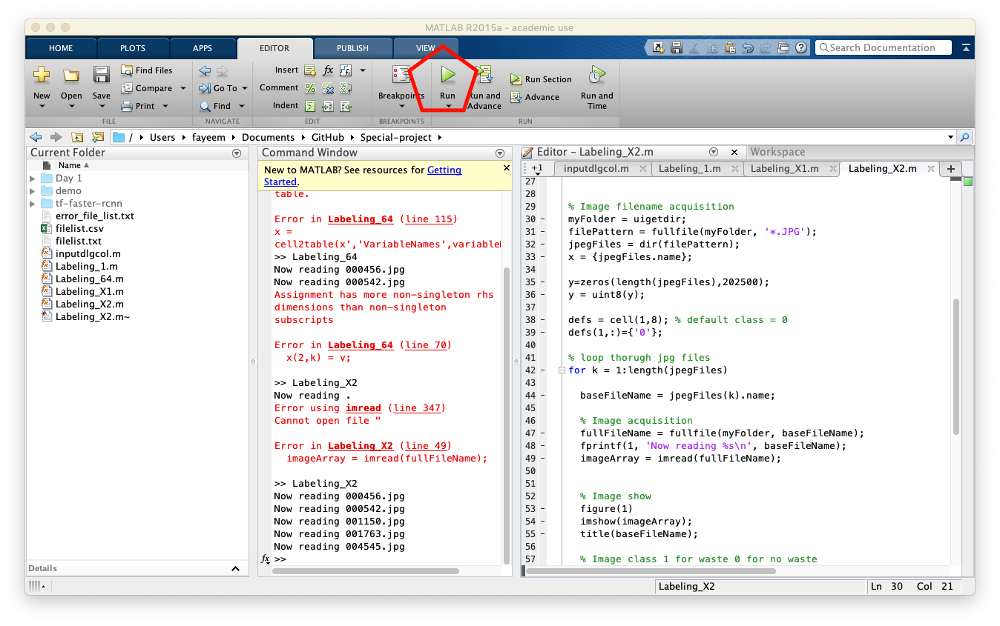 MATLAB R2015a - academic use
HOME PLOTS APPS EDITOR PUBLISH VIEW Search Documentation
New Open Save Find Files Compare Print
FILE
Go To Find
NAVIGATE
Insert fx
Comment
Indent
EDIT
Breakpoints
BREAKPOINTS
Run Run and Advance Run Section Advance Run and Time
RUN
/ Users fayeem Documents GitHub Special-project
Current Folder
Name
Day 1
demo
tf-faster-rcnn
error_file_list.txt
filelist.csv
filelist.txt
inputdlgcol.m
Labeling_1.m
Labeling_64.m
Labeling_X1.m
Labeling_X2.m
Labeling_X2.m~
Details
Command Window
New to MATLAB? See resources for Getting
Started.
table.
Error in Labeling_64 (line 115)
x =
cell2table(x','VariableNames',variable
>> Labeling_64
Now reading 000456.jpg
Now reading 000542.jpg
Assignment has more non-singleton rhs
dimensions than non-singleton
subscripts
Error in Labeling_64 (line 70)
x(2,k) = v;
>> Labeling_X2
Now reading .
Error using imread (line 347)
Cannot open file "
Error in Labeling_X2 (line 49)
imageArray = imread(fullFileName);
>> Labeling_X2
Now reading 000456.jpg
Now reading 000542.jpg
Now reading 001150.jpg
Now reading 001763.jpg
Now reading 004545.jpg
fx >>
Editor - Labeling_X2.m
Workspace
+1 inputdlgcol.m Labeling_1.m Labeling_X1.m Labeling_X2.m +
27
28
29 % Image filename acquisition
30 - myFolder = uigetdir;
31 - filePattern = fullfile(myFolder, '*.JPG');
32 - jpegFiles = dir(filePattern);
33 - x = {jpegFiles.name};
34
35 - y=zeros(length(jpegFiles),202500);
36 - y = uint8(y);
37
38 - defs = cell(1,8); % default class = 0
39 - defs(1,:)={'0'};
40
41 % loop thorugh jpg files
42 - for k = 1:length(jpegFiles)
43
44 - baseFileName = jpegFiles(k).name;
45
46 % Image acquisition
47 - fullFileName = fullfile(myFolder, baseFileName);
48 - fprintf(1, 'Now reading %s\n', baseFileName);
49 - imageArray = imread(fullFileName);
50
51
52 % Image show
53 - figure(1)
54 - imshow(imageArray);
55 - title(baseFileName);
56
57 % Image class 1 for waste 0 for no waste
Labeling_X2 Ln 30 Col 21